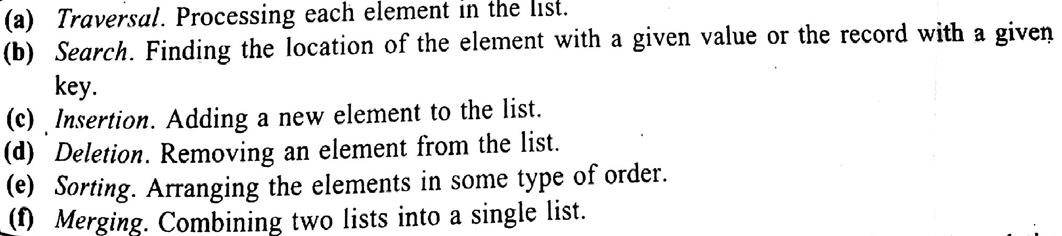 (a) Traversal. Processing each element in the list.
(b) Search. Finding the location of the element with a given value or the record with a given
key.
(c) Insertion. Adding a new element to the list.
(d) Deletion. Removing an element from the list.
(e) Sorting. Arranging the elements in some type of order.
(f) Merging. Combining two lists into a single list.